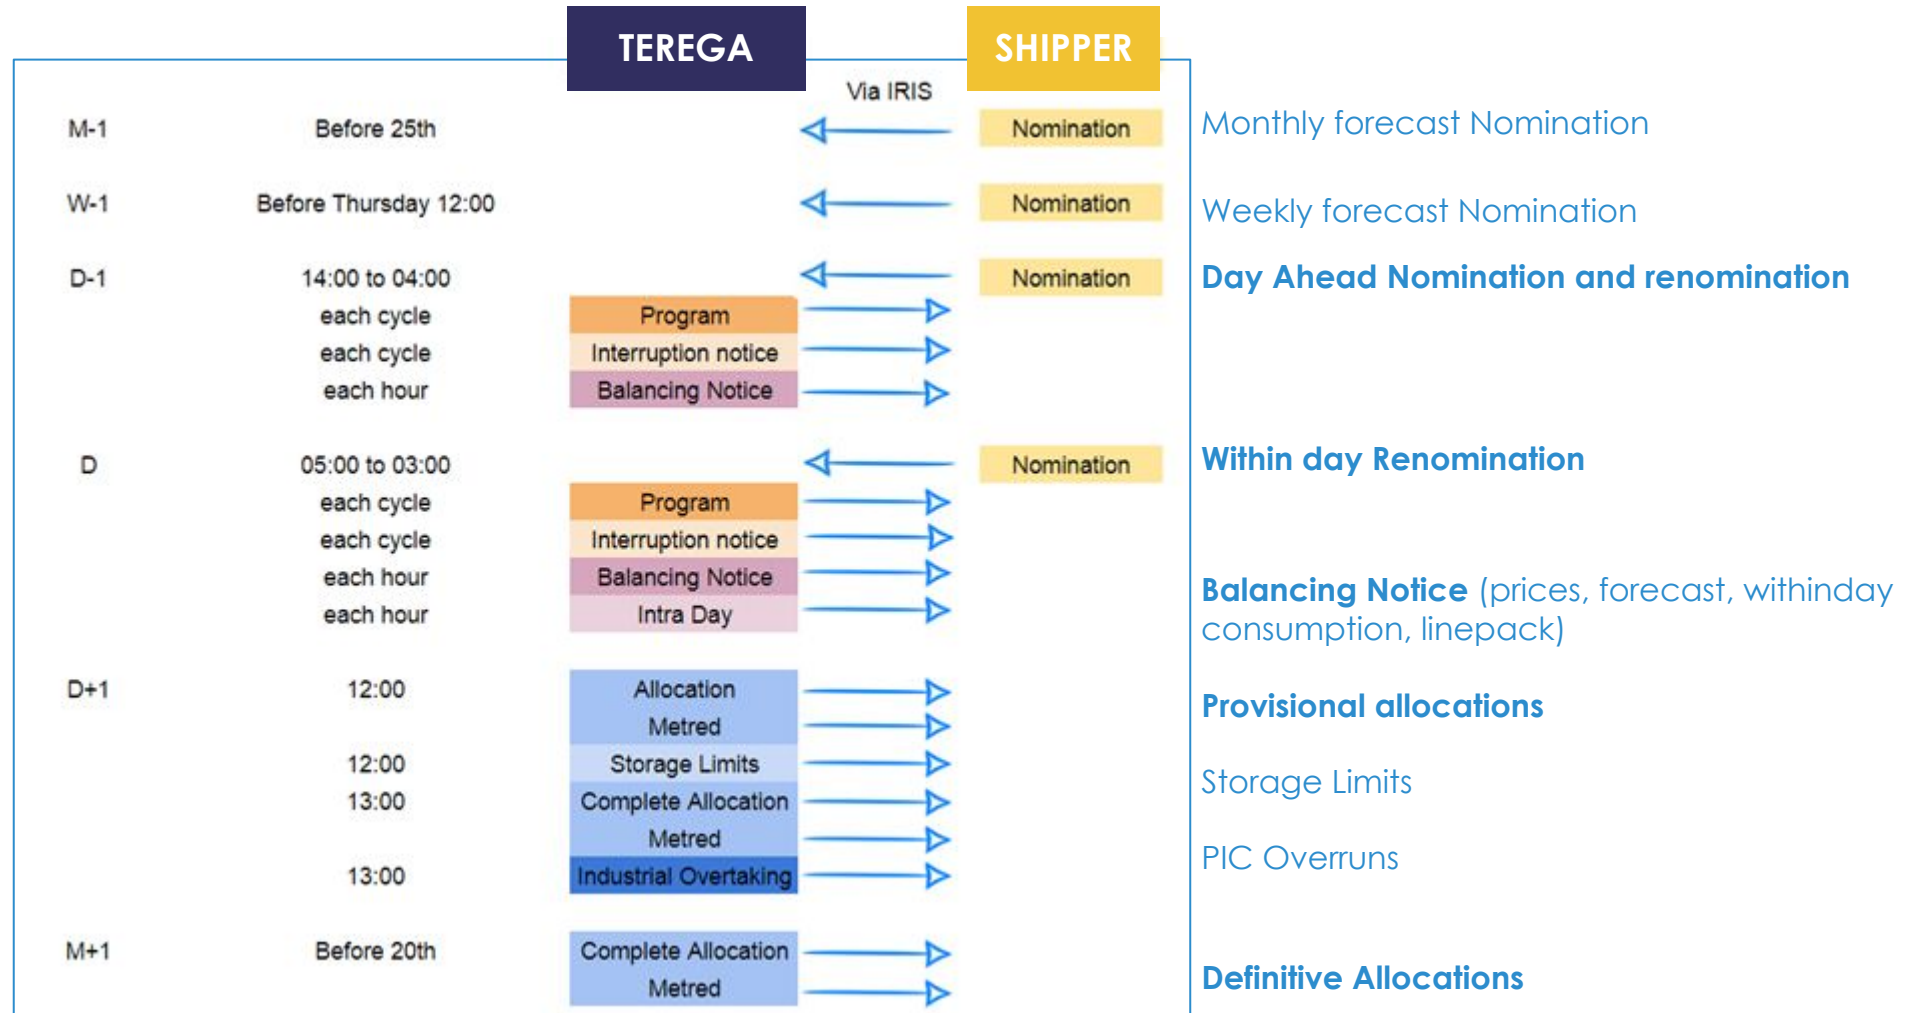 TEREGA SHIPPER
Via IRIS
M-1 Before 25th Nomination Monthly forecast Nomination
W-1 Before Thursday 12:00 Nomination Weekly forecast Nomination
D-1 14:00 to 04:00 Nomination Day Ahead Nomination and renomination
each cycle Program
each cycle Interruption notice
each hour Balancing Notice
D 05:00 to 03:00 Nomination Within day Renomination
each cycle Program
each cycle Interruption notice
each hour Balancing Notice Balancing Notice (prices, forecast, withinday
each hour Intra Day consumption, linepack)
D+1 12:00 Allocation Provisional allocations
Metred
12:00 Storage Limits Storage Limits
13:00 Complete Allocation
Metred PIC Overruns
13:00 Industrial Overtaking
M+1 Before 20th Complete Allocation
Metred Definitive Allocations